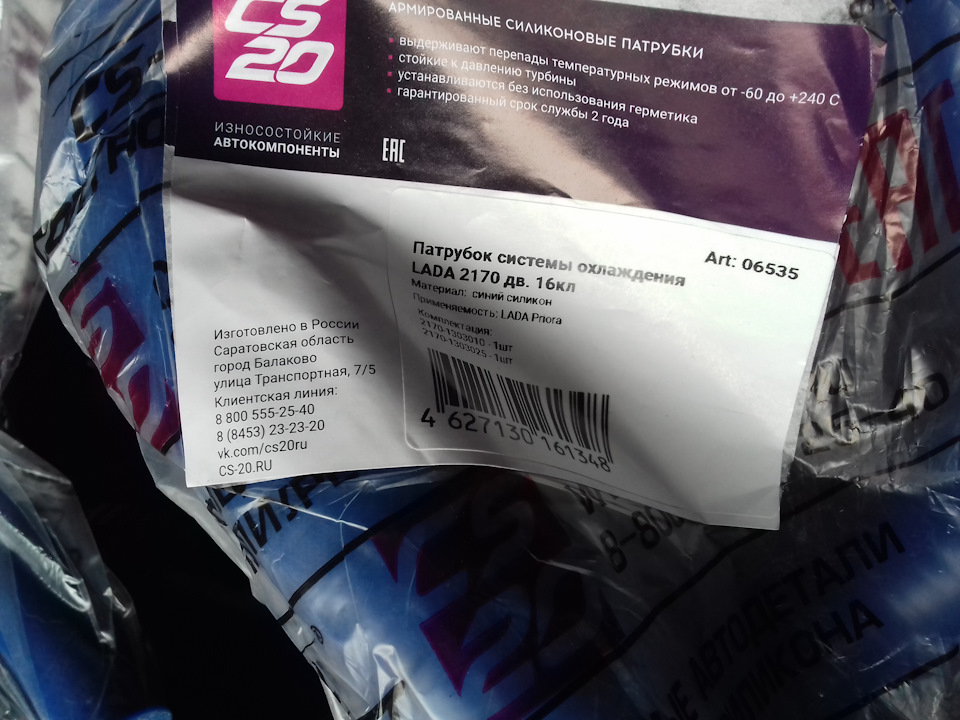 CS
20
АРМИРОВАННЫЕ СИЛИКОНОВЫЕ ПАТРУБКИ
выдерживают перепады температурных режимов от -60 до +240 С
стойкие к давлению турбины
устанавливаются без использования герметика
гарантированный срок службы 2 года
ИЗНОСОСТОЙКИЕ
АВТОКОМПОНЕНТЫ
EAC
Патрубок системы охлаждения
LADA 2170 дв. 16кл
Art: 06535
Материал: синий силикон
Применяемость: LADA Priora
Комплектация:
2170-1303010 - 1шт
2170-1303025 - 1шт
4 627130 161348
Изготовлено в России
Саратовская область
город Балаково
улица Транспортная, 7/5
Клиентская линия:
8 800 555-25-40
8 (8453) 23-23-20
vk.com/cs20ru
CS-20.RU
8-800
АВТОДЕТАЛИ